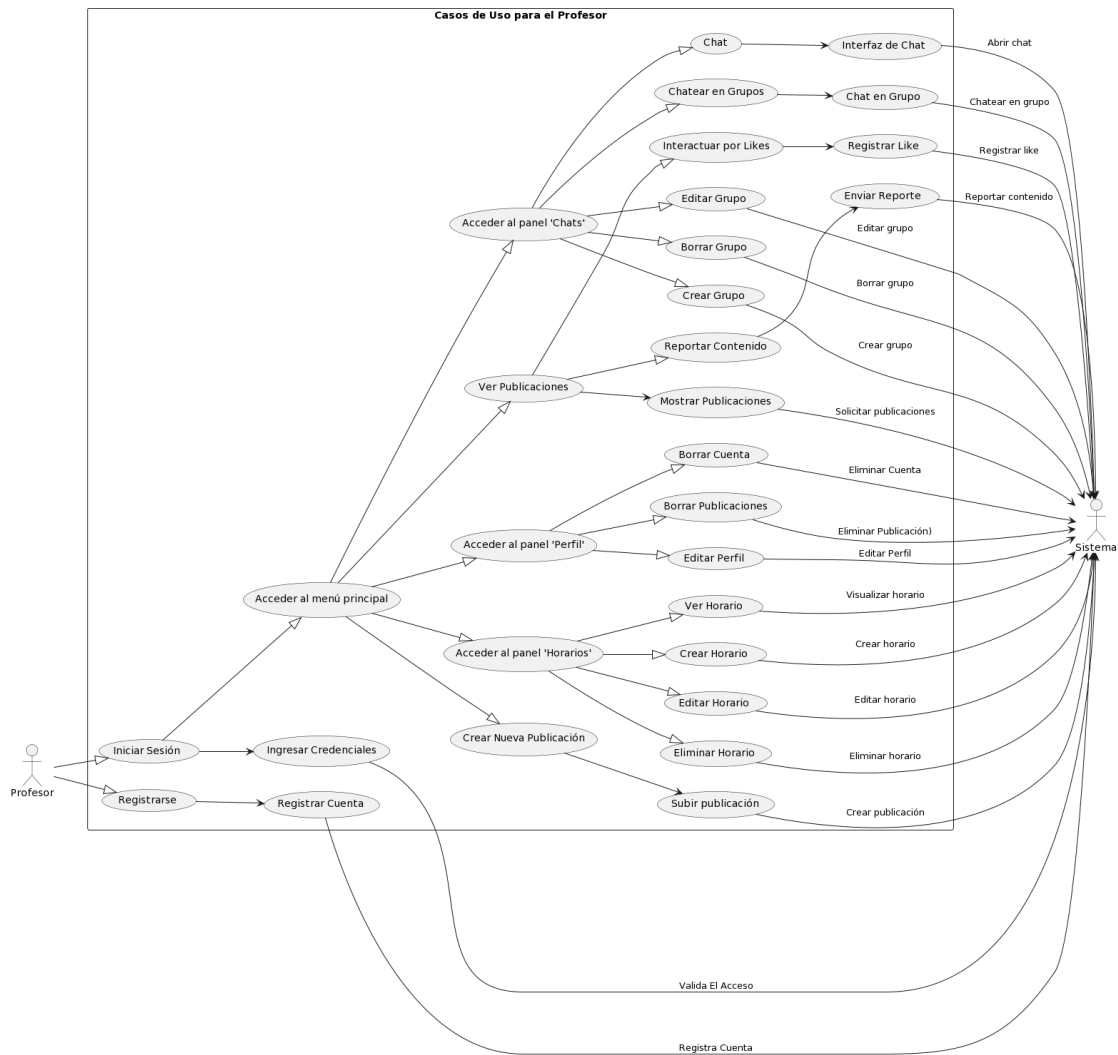 Casos de Uso para el Profesor
Chat
Interfaz de Chat
Abrir chat
Chatear en Grupos
Chat en Grupo
Chatear en grupo
Interactuar por Likes
Registrar Like
Registrar like
Editar Grupo
Enviar Reporte
Reportar contenido
Acceder al panel 'Chats'
Editar grupo
Borrar Grupo
Borrar grupo
Crear Grupo
Crear grupo
Reportar Contenido
Ver Publicaciones
Mostrar Publicaciones
Solicitar publicaciones
Borrar Cuenta
Eliminar Cuenta
Borrar Publicaciones
Eliminar Publicación)
Acceder al panel 'Perfil'
Editar Perfil
Editar Perfil
Sistema
Acceder al menú principal
Ver Horario
Visualizar horario
Acceder al panel 'Horarios'
Crear Horario
Crear horario
Editar Horario
Editar horario
Crear Nueva Publicación
Eliminar Horario
Eliminar horario
Iniciar Sesión
Ingresar Credenciales
Profesor
Registrarse
Registrar Cuenta
Subir publicación
Crear publicación
Valida El Acceso
Registra Cuenta